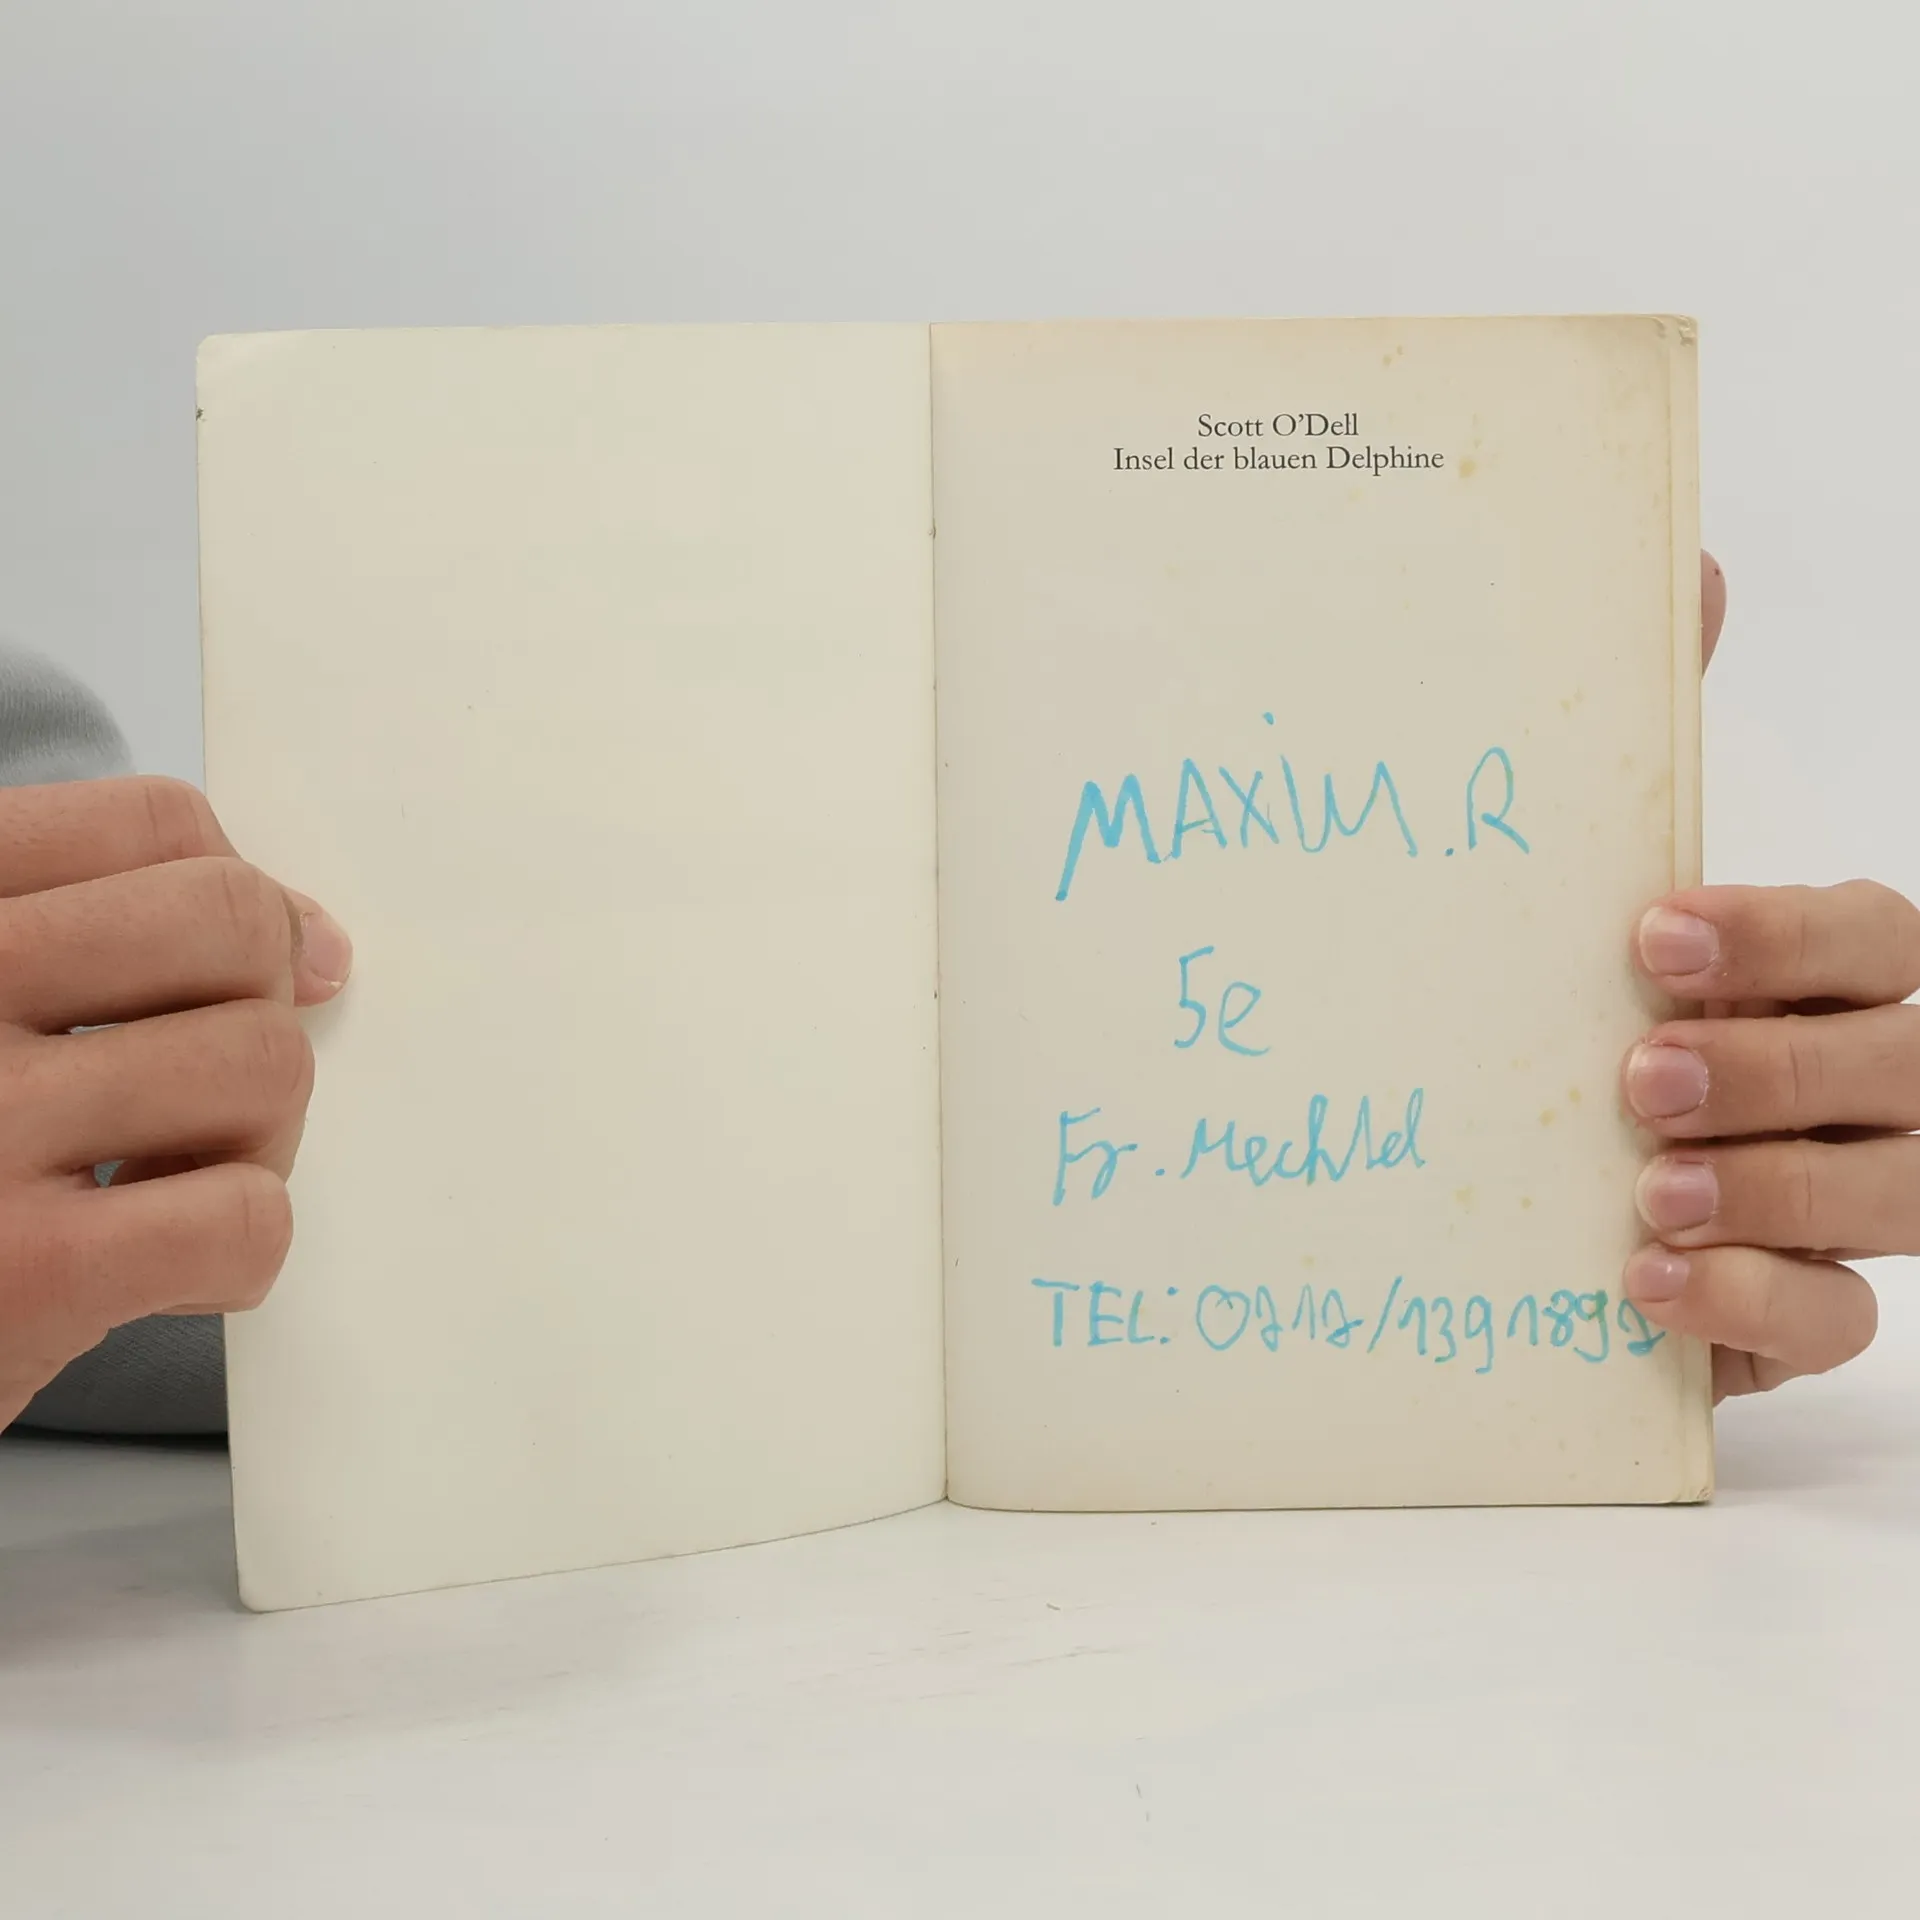 Scott O'Dell
Insel der blauen Delphine
MAXiM.R
5e
Fr. Mechtel
TEL: